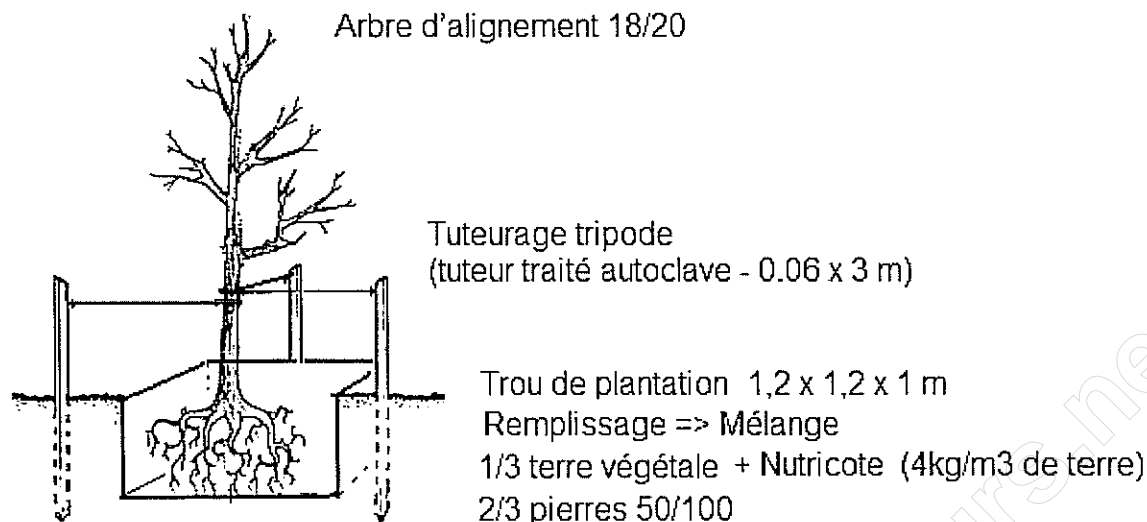 Arbre d'alignement 18/20
Tuteurage tripode
(tuteur traité autoclave - 0.06 x 3 m)
Trou de plantation 1,2 x 1,2 x 1 m
Remplissage => Mélange
1/3 terre végétale + Nutricote (4kg/m3 de terre)
2/3 pierres 50/100